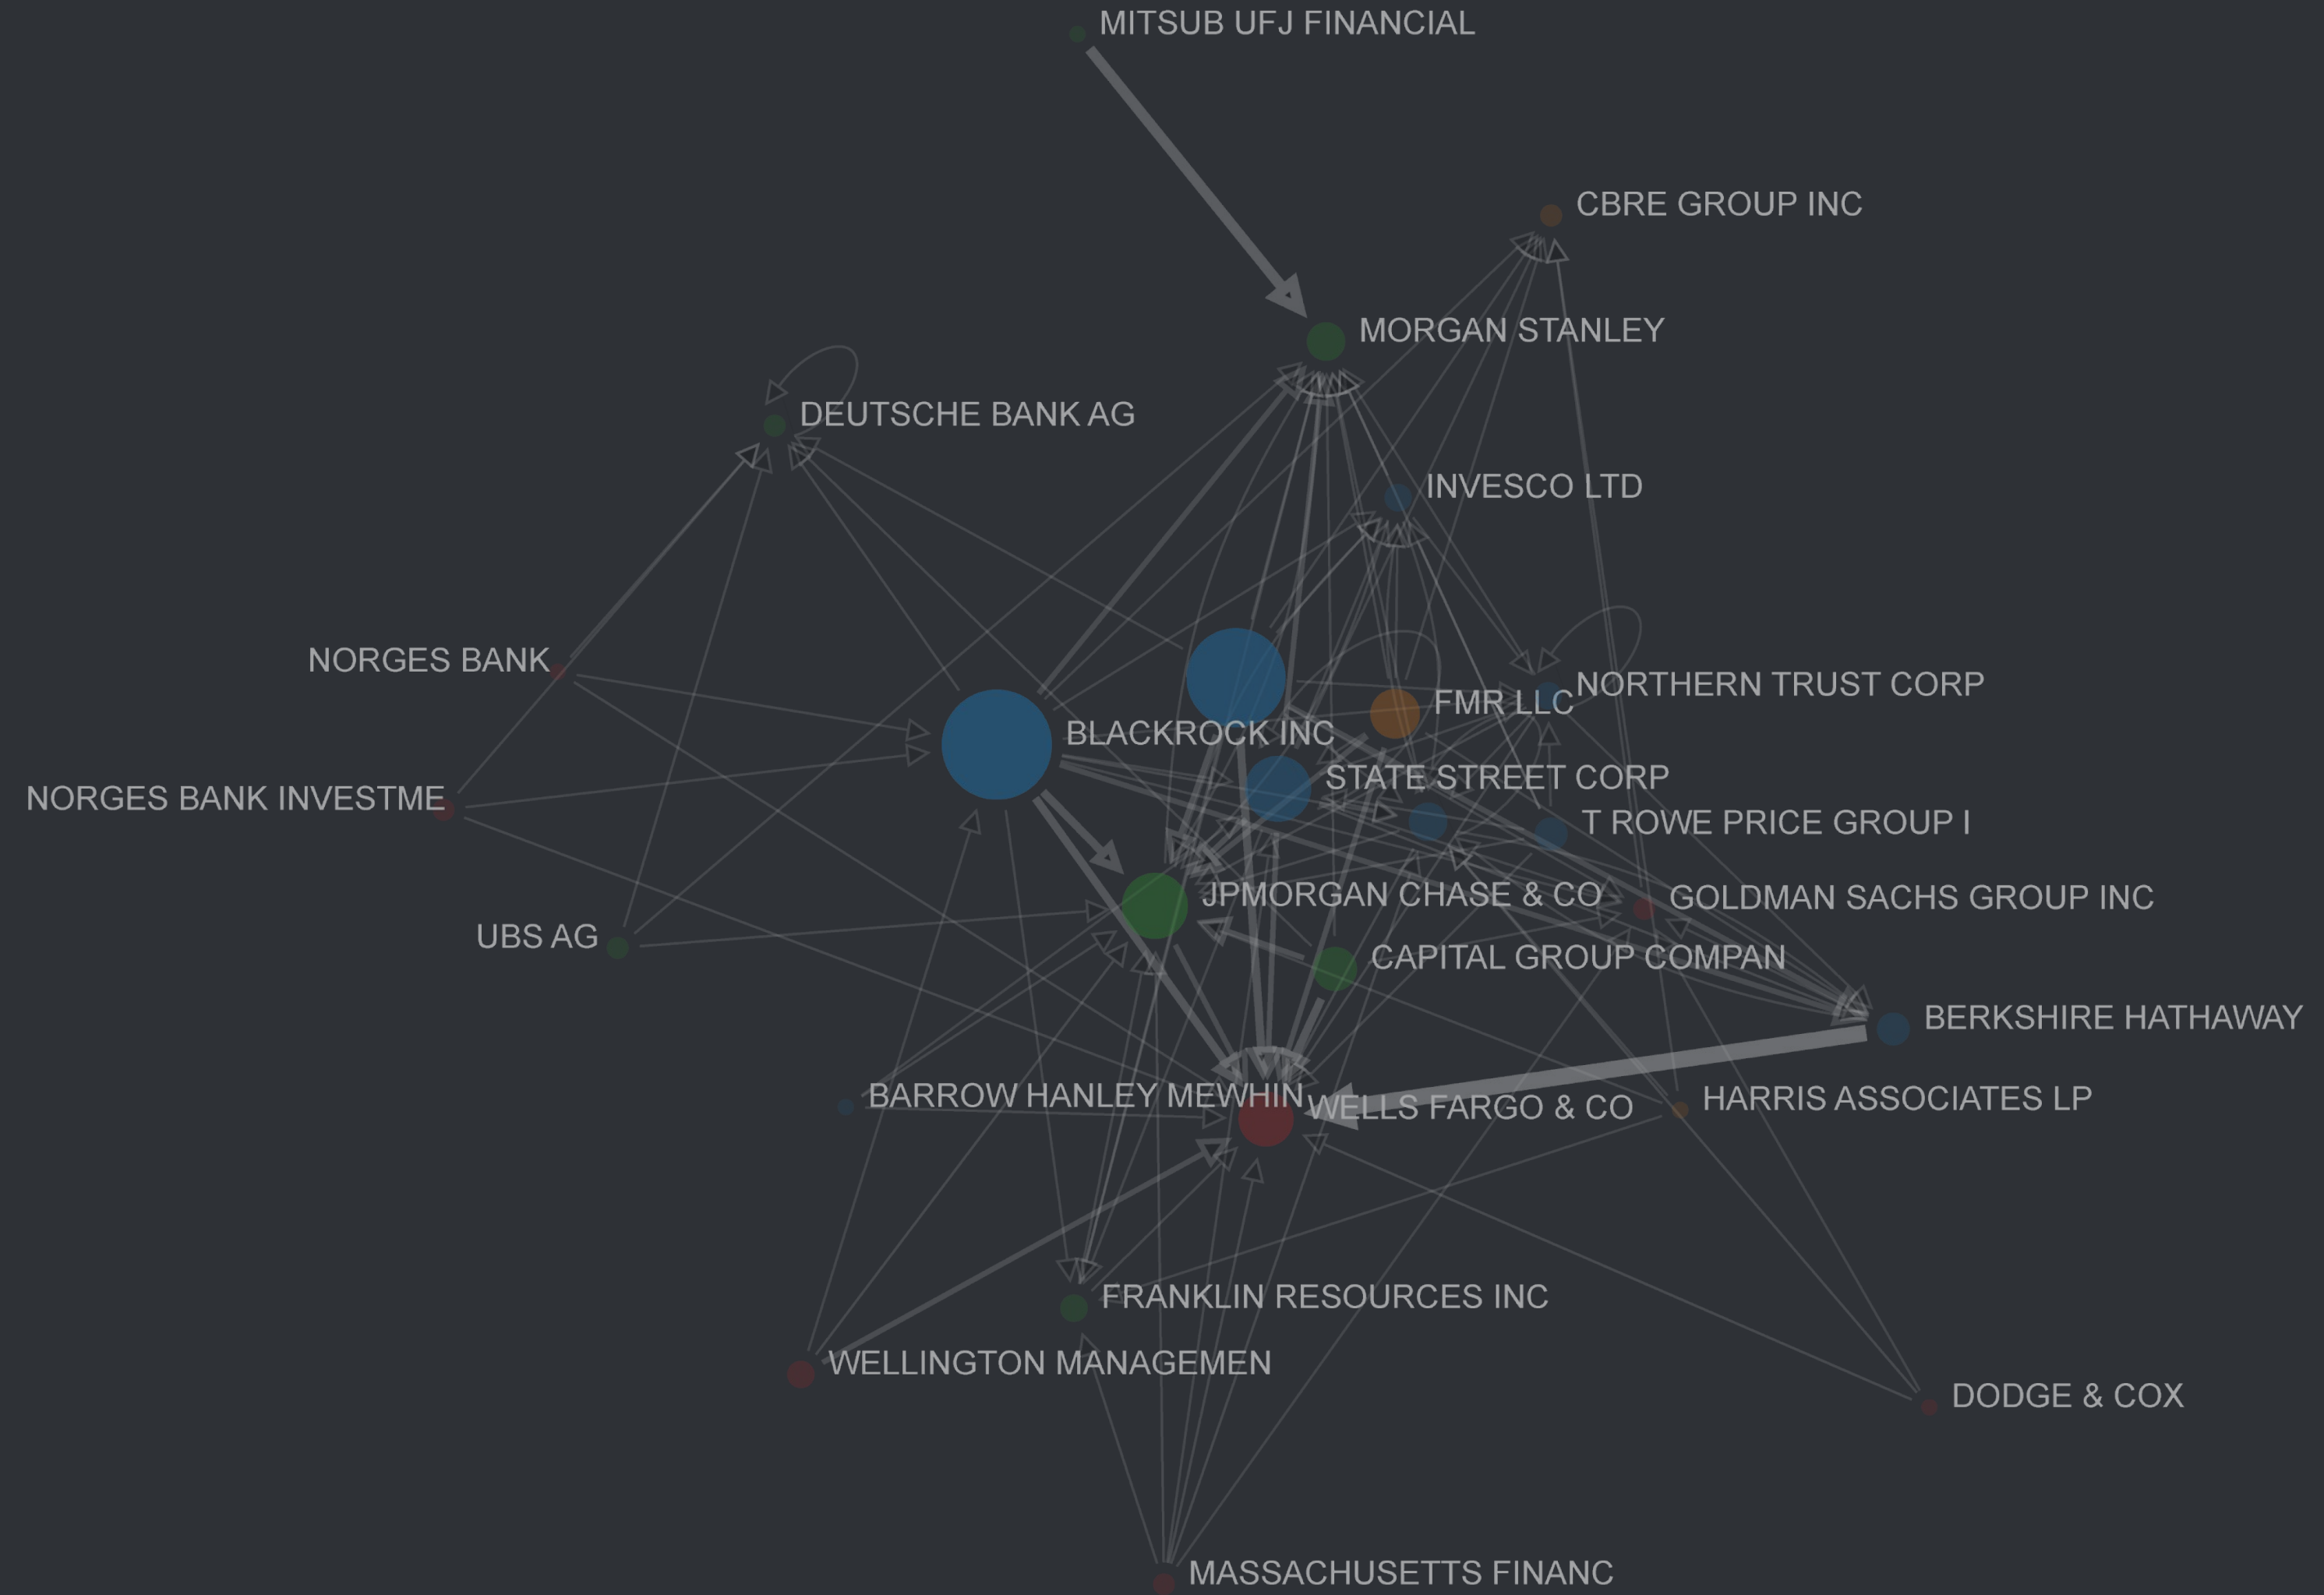 MITSUB UFJ FINANCIAL
CBRE GROUP INC
MORGAN STANLEY
DEUTSCHE BANK AG
INVESCO LTD
NORGES BANK
NORTHERN TRUST CORP
FMR LLC
BLACKROCK INC
STATE STREET CORP
NORGES BANK INVESTME
T ROWE PRICE GROUP I
JPMORGAN CHASE & CO
GOLDMAN SACHS GROUP INC
UBS AG
CAPITAL GROUP COMPAN
BERKSHIRE HATHAWAY
BARROW HANLEY MEWHIN
HARRIS ASSOCIATES LP
WELLS FARGO & CO
FRANKLIN RESOURCES INC
WELLINGTON MANAGEMEN
DODGE & COX
MASSACHUSETTS FINANC